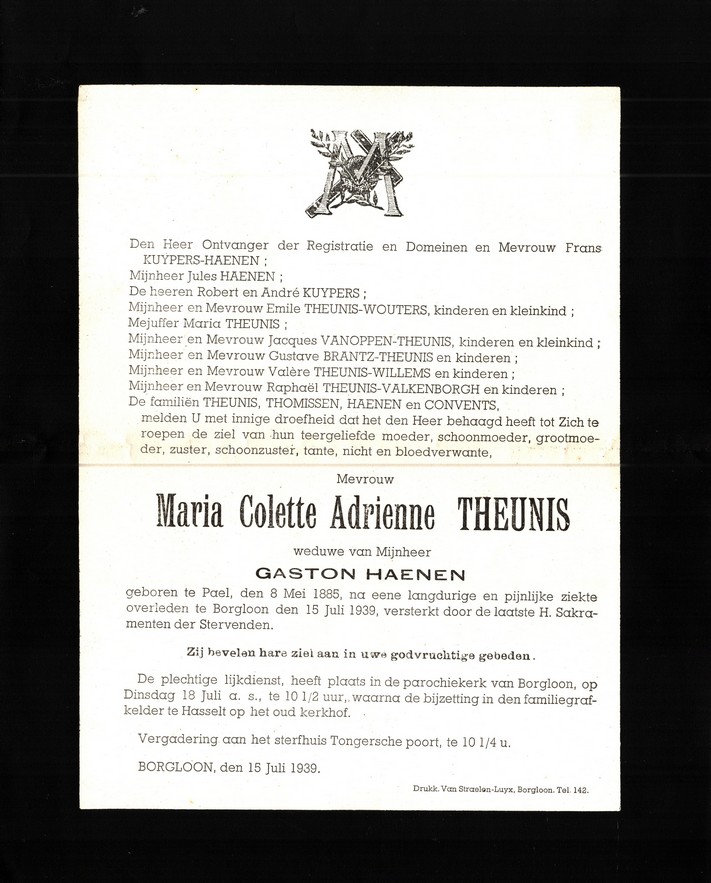 Den Heer Ontvanger der Registratie en Domeinen en Mevrouw Frans
KUYPERS-HAENEN ;
Mijnheer Jules HAENEN ;
De heeren Robert en André KUYPERS ;
Mijnheer en Mevrouw Emile THEUNIS-WOUTERS, kinderen en kleinkind ;
Mejuffer Maria THEUNIS ;
Mijnheer en Mevrouw Jacques VANOPPEN-THEUNIS, kinderen en kleinkind ;
Mijnheer en Mevrouw Gustave BRANTZ-THEUNIS en kinderen ;
Mijnheer en Mevrouw Valère THEUNIS-WILLEMS en kinderen ;
Mijnheer en Mevrouw Raphaël THEUNIS-VALKENBORGH en kinderen ;
De familiën THEUNIS, THOMISSEN, HAENEN en CONVENTS,
melden U met innige droefheid dat het den Heer behaagd heeft tot Zich te
roepen de ziel van hun teergeliefde moeder, schoonmoeder, grootmoe-
der, zuster, schoonzuster, tante, nicht en bloedverwante,
Mevrouw
Maria Colette Adrienne THEUNIS
weduwe van Mijnheer
GASTON HAENEN
geboren te Pael, den 8 Mei 1885, na eene langdurige en pijnlijke ziekte
overleden te Borgloon den 15 Juli 1939, versterkt door de laatste H. Sakra-
menten der Stervenden.
Zij bevelen hare ziel aan in uwe godvruchtige gebeden.
De plechtige lijkdienst, heeft plaats in de parochiekerk van Borgloon, op
Dinsdag 18 Juli a. s., te 10 1/2 uur, waarna de bijzetting in den familiegraf-
kelder te Hasselt op het oud kerkhof.
Vergadering aan het sterfhuis Tongersche poort, te 10 1/4 u.
BORGLOON, den 15 Juli 1939.
Drukk. Van Straelen-Luyx, Borgloon. Tel. 142.